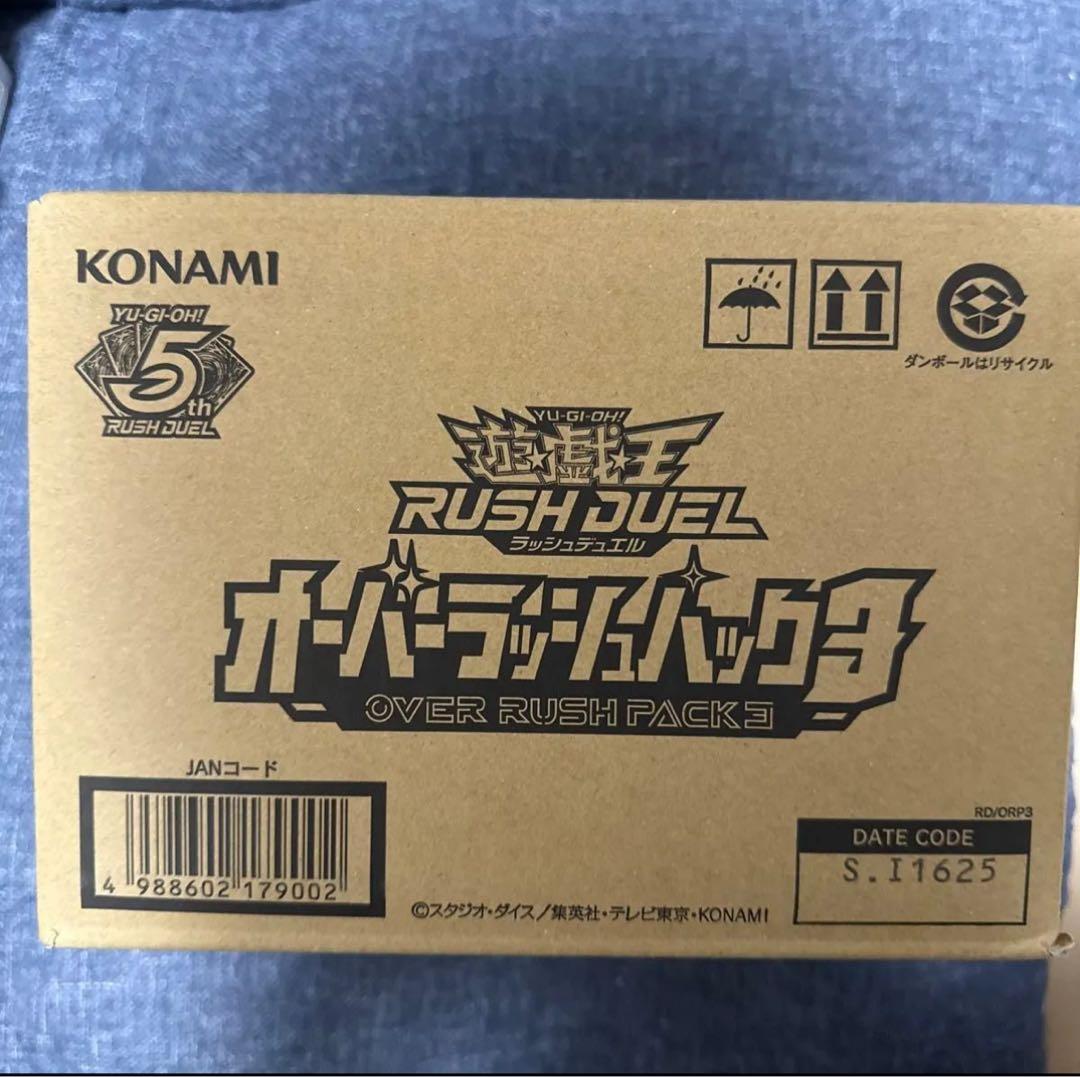 KONAMI
YU-GI-OH!
5th
RUSH DUEL
ダンボールはリサイクル
YU-GI-OH!
遊☆戯☆王
RUSH DUEL
ラッシュデュエル
オーバーラッシュパック3
OVER RUSH PACK 3
JANコード
4 988602 179002
RD/ORP3
DATE CODE
S.I1625
©スタジオ・ダイス/集英社・テレビ東京・KONAMI